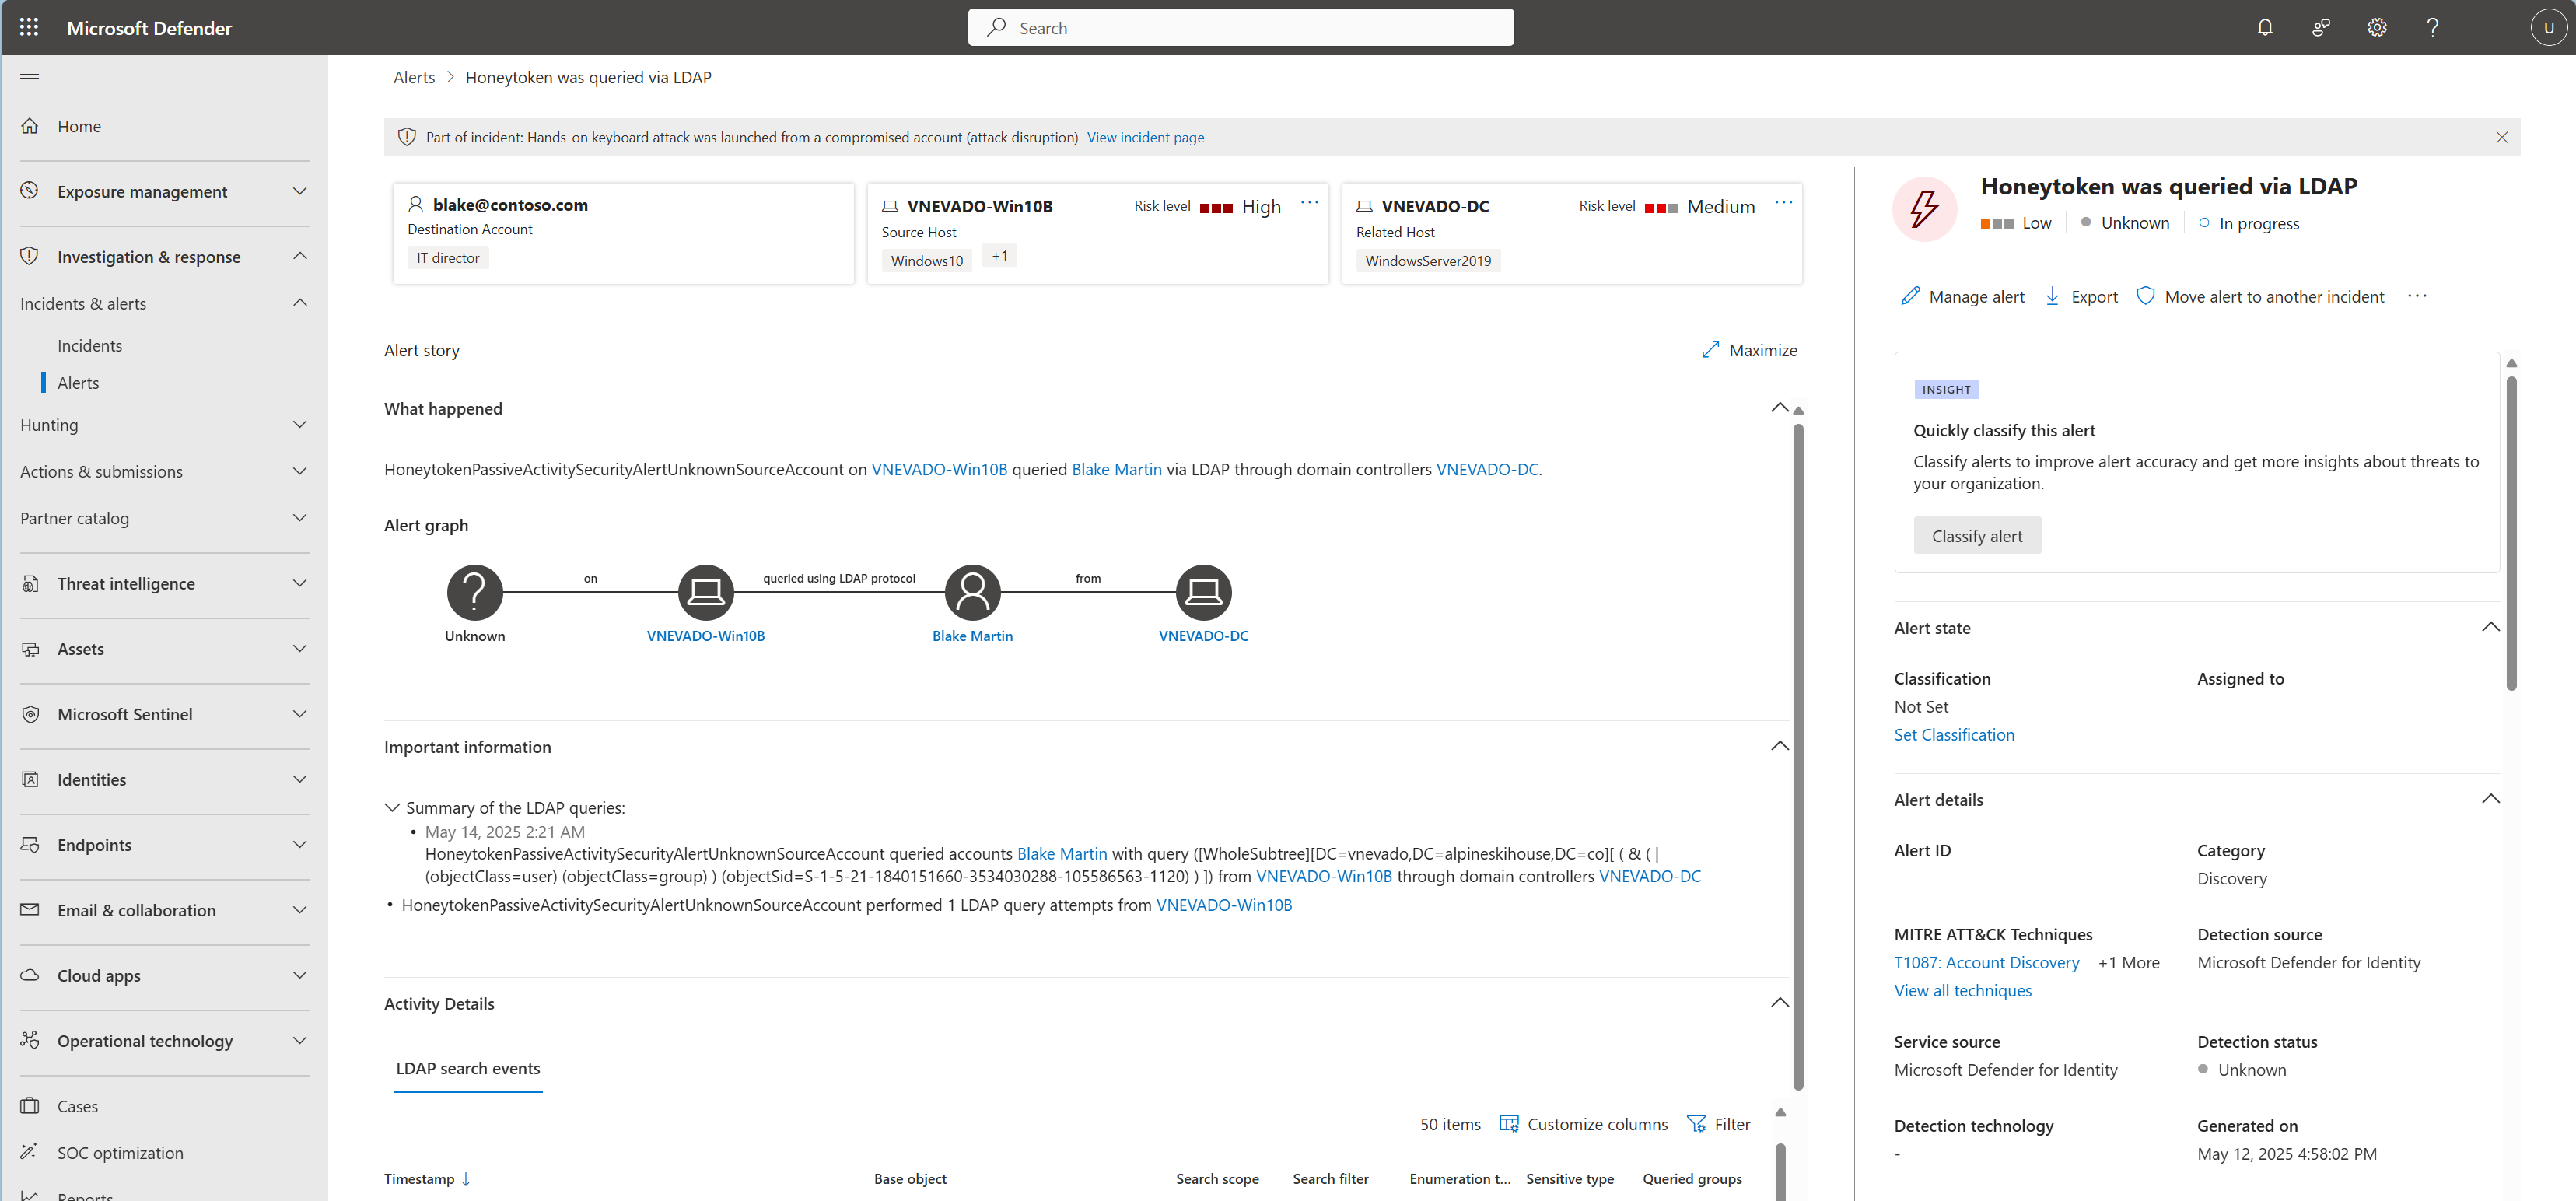 Microsoft Defender
Search
U
Home
Exposure management
Investigation & response
Incidents & alerts
Incidents
Alerts
Hunting
Actions & submissions
Partner catalog
Threat intelligence
Assets
Microsoft Sentinel
Identities
Endpoints
Email & collaboration
Cloud apps
Operational technology
Cases
SOC optimization
Reports
Alerts > Honeytoken was queried via LDAP
Part of incident: Hands-on keyboard attack was launched from a compromised account (attack disruption) View incident page
blake@contoso.com
Destination Account
IT director
VNEVADO-Win10B Risk level High ...
Source Host
Windows10 +1
VNEVADO-DC Risk level Medium ...
Related Host
WindowsServer2019
Alert story Maximize
What happened
HoneytokenPassiveActivitySecurityAlertUnknownSourceAccount on VNEVADO-Win10B queried Blake Martin via LDAP through domain controllers VNEVADO-DC.
Alert graph
on queried using LDAP protocol from
Unknown VNEVADO-Win10B Blake Martin VNEVADO-DC
Important information
Summary of the LDAP queries:
• May 14, 2025 2:21 AM
HoneytokenPassiveActivitySecurityAlertUnknownSourceAccount queried accounts Blake Martin with query ([WholeSubtree][DC=vnevado,DC=alpineskihouse,DC=co][ ( & ( |
(objectClass=user) (objectClass=group) ) (objectSid=S-1-5-21-1840151660-3534030288-105586563-1120) ) ]) from VNEVADO-Win10B through domain controllers VNEVADO-DC
• HoneytokenPassiveActivitySecurityAlertUnknownSourceAccount performed 1 LDAP query attempts from VNEVADO-Win10B
Activity Details
LDAP search events
50 items Customize columns Filter
Timestamp ↓ Base object Search scope Search filter Enumeration t... Sensitive type Queried groups
Honeytoken was queried via LDAP
Low Unknown In progress
Manage alert Export Move alert to another incident ...
INSIGHT
Quickly classify this alert
Classify alerts to improve alert accuracy and get more insights about threats to
your organization.
Classify alert
Alert state
Classification Assigned to
Not Set
Set Classification
Alert details
Alert ID Category
Discovery
MITRE ATT&CK Techniques Detection source
T1087: Account Discovery +1 More Microsoft Defender for Identity
View all techniques
Service source Detection status
Microsoft Defender for Identity Unknown
Detection technology Generated on
- May 12, 2025 4:58:02 PM